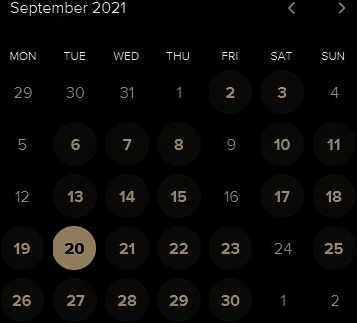 September 2021 < >
MON TUE WED THU FRI SAT SUN
29 30 31 1 2 3 4
5 6 7 8 9 10 11
12 13 14 15 16 17 18
19 20 21 22 23 24 25
26 27 28 29 30 1 2